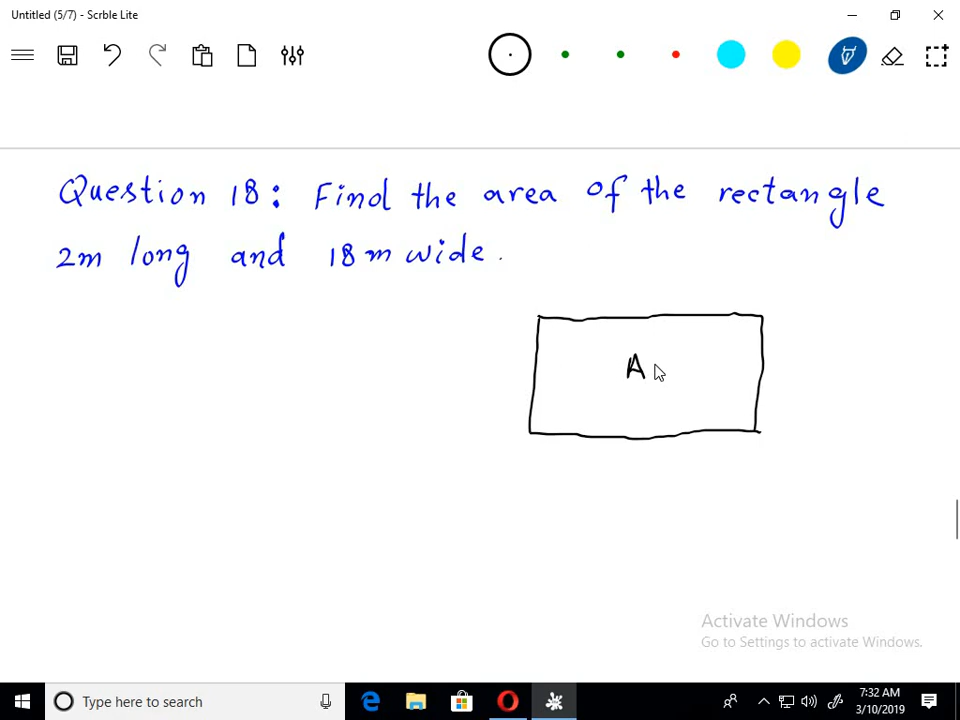 Untitled (5/7) - Scrble Lite
Question 18: Find the area of the rectangle
2m long and 18m wide.
A
Activate Windows
Go to Settings to activate Windows.
Type here to search
7:32 AM
3/10/2019